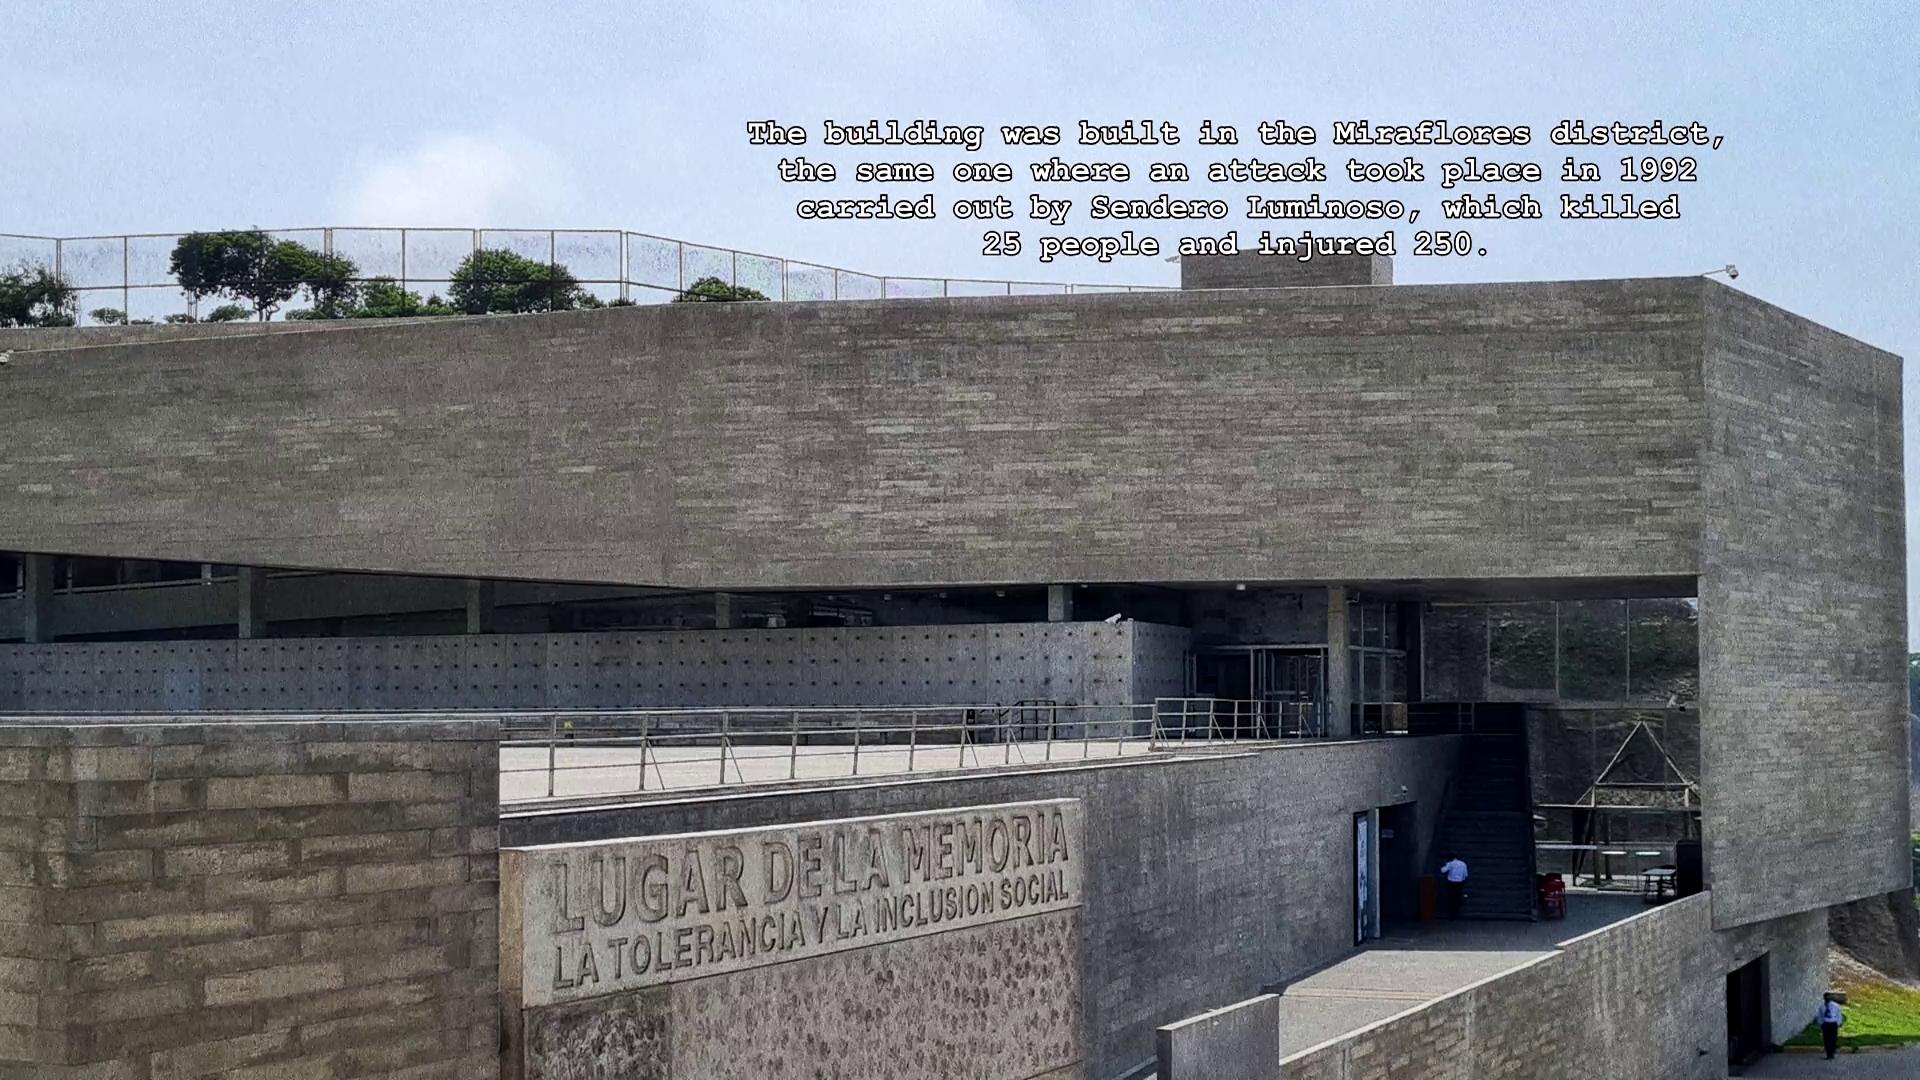 The building was built in the Miraflores district,
the same one where an attack took place in 1992
carried out by Sendero Luminoso, which killed
25 people and injured 250.
LUGAR DE LA MEMORIA
LA TOLERANCIA Y LA INCLUSION SOCIAL